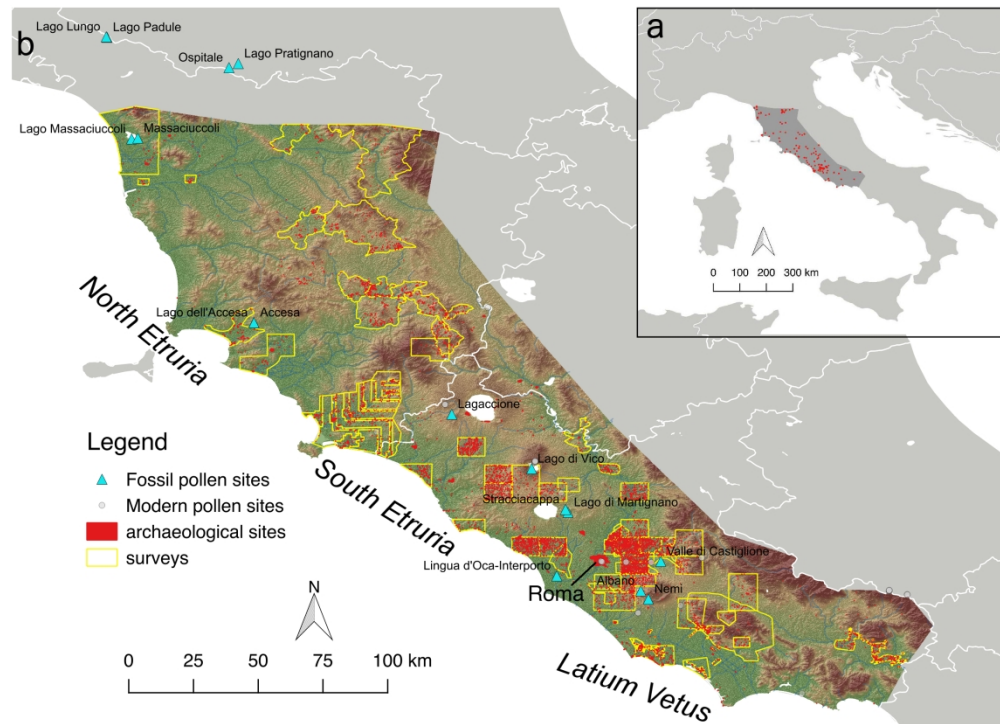 b
Lago Lungo
Lago Padule
Ospitale
Lago Pratignano
Lago Massaciuccoli
Massaciuccoli
North Etruria
Lago dell'Accesa
Accesa
Lagaccione
South Etruria
Lago di Vico
Stracciacappa
Lago di Martignano
Lingua d'Oca-Interporto
Valle di Castiglione
Roma
Albano
Nemi
Latium Vetus
Legend
Fossil pollen sites
Modern pollen sites
archaeological sites
surveys
N
0 25 50 75 100 km
a
0 100 200 300 km